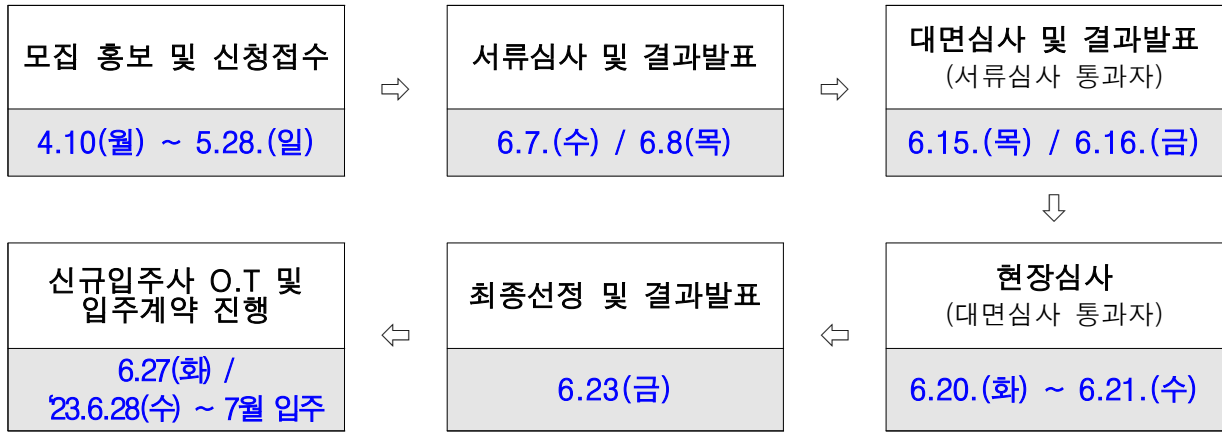 모집 홍보 및 신청접수
4.10(월) ~ 5.28.(일)
⇨
서류심사 및 결과발표
6.7.(수) / 6.8(목)
⇨
대면심사 및 결과발표
(서류심사 통과자)
6.15.(목) / 6.16.(금)
⇩
현장심사
(대면심사 통과자)
6.20.(화) ~ 6.21.(수)
⇦
최종선정 및 결과발표
6.23(금)
⇦
신규입주사 O.T 및
입주계약 진행
6.27(화) /
'23.6.28(수) ~ 7월 입주